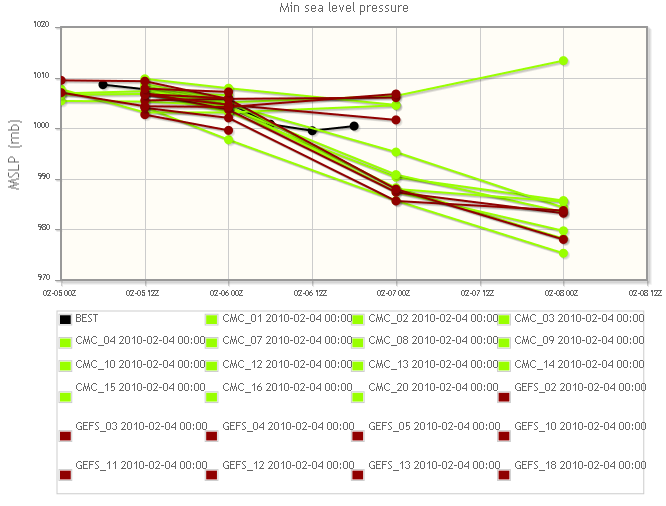 Min sea level pressure
1020
1010
1000
990
980
970
MSLP (mb)
02-05 00Z
02-05 12Z
02-06 00Z
02-06 12Z
02-07 00Z
02-07 12Z
02-08 00Z
02-08 12Z
BEST CMC_01 2010-02-04 00:00 CMC_02 2010-02-04 00:00 CMC_03 2010-02-04 00:00
CMC_04 2010-02-04 00:00 CMC_07 2010-02-04 00:00 CMC_08 2010-02-04 00:00 CMC_09 2010-02-04 00:00
CMC_10 2010-02-04 00:00 CMC_12 2010-02-04 00:00 CMC_13 2010-02-04 00:00 CMC_14 2010-02-04 00:00
CMC_15 2010-02-04 00:00 CMC_16 2010-02-04 00:00 CMC_20 2010-02-04 00:00 GEFS_02 2010-02-04 00:00
GEFS_03 2010-02-04 00:00 GEFS_04 2010-02-04 00:00 GEFS_05 2010-02-04 00:00 GEFS_10 2010-02-04 00:00
GEFS_11 2010-02-04 00:00 GEFS_12 2010-02-04 00:00 GEFS_13 2010-02-04 00:00 GEFS_18 2010-02-04 00:00